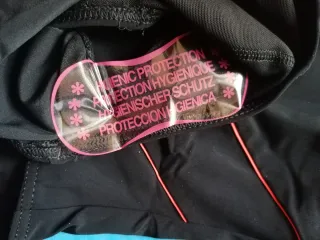 * HYGIENIC PROTECTION *
* PROTECTION HYGIENIQUE *
* HYGIENISCHER SCHUTZ *
* PROTECCION HIGIENICA *